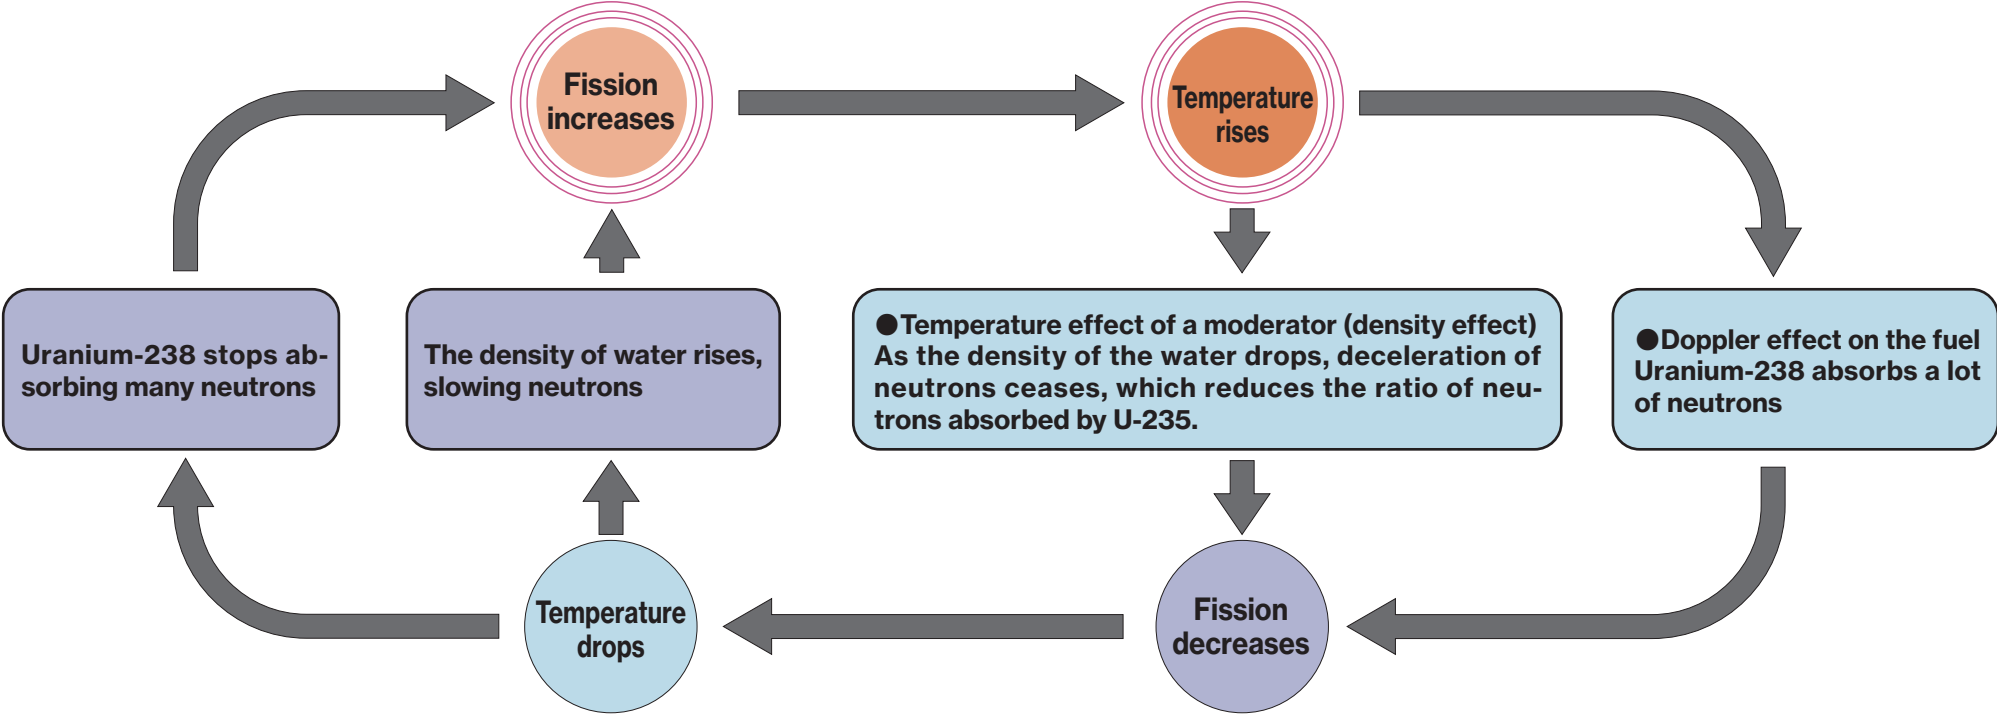 Fission
increases
Temperature
rises
Uranium-238 stops ab-
sorbing many neutrons
The density of water rises,
slowing neutrons
●Temperature effect of a moderator (density effect)
As the density of the water drops, deceleration of
neutrons ceases, which reduces the ratio of neu-
trons absorbed by U-235.
●Doppler effect on the fuel
Uranium-238 absorbs a lot
of neutrons
Temperature
drops
Fission
decreases